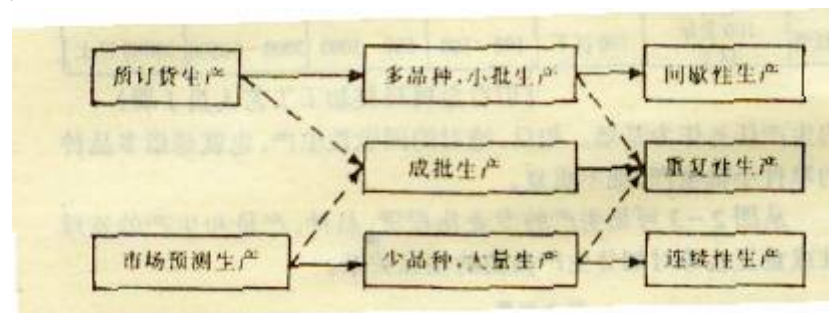 预订货生产
多品种,小批生产
间歇性生产
成批生产
重复性生产
市场预测生产
少品种,大量生产
连续性生产